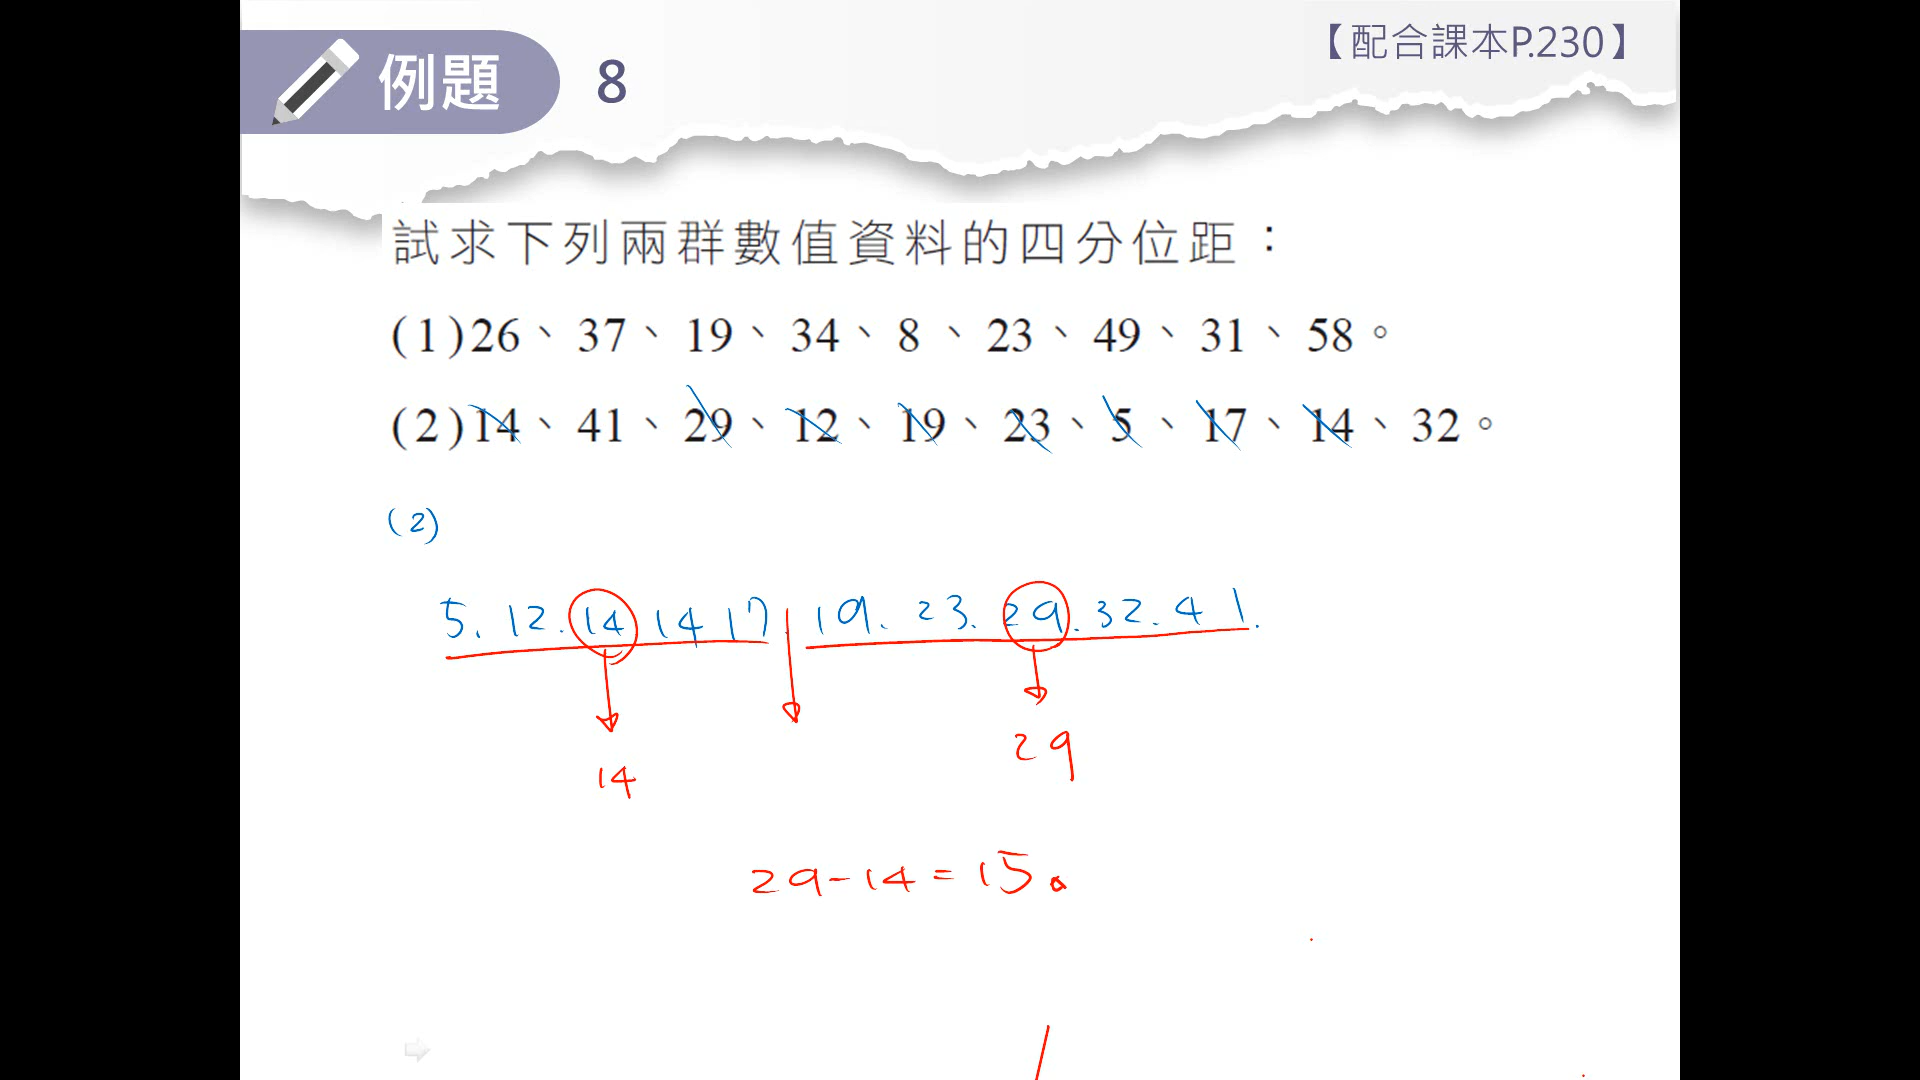 【配合課本P.230】
例題 8
試求下列兩群數值資料的四分位距：
(1)26、37、19、34、8、23、49、31、58。
(2)14、41、29、12、19、23、5、17、14、32。
(2)
5. 12. 14 14 17. 19. 23. 29. 32. 41.
14
29
29-14=15。